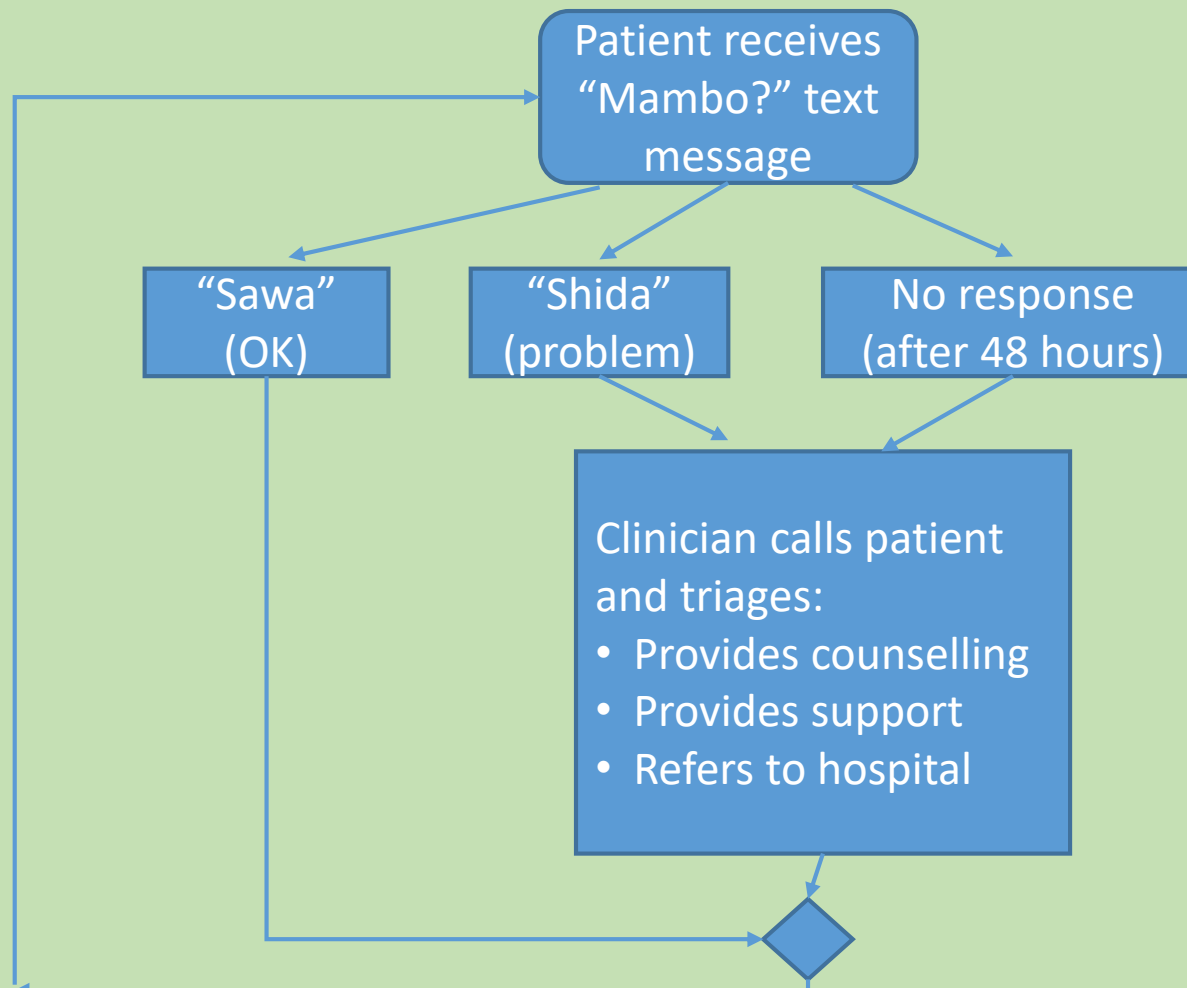 Patient receives
“Mambo?” text
message
“Sawa”
(OK)
“Shida”
(problem)
No response
(after 48 hours)
Clinician calls patient
and triages:
• Provides counselling
• Provides support
• Refers to hospital